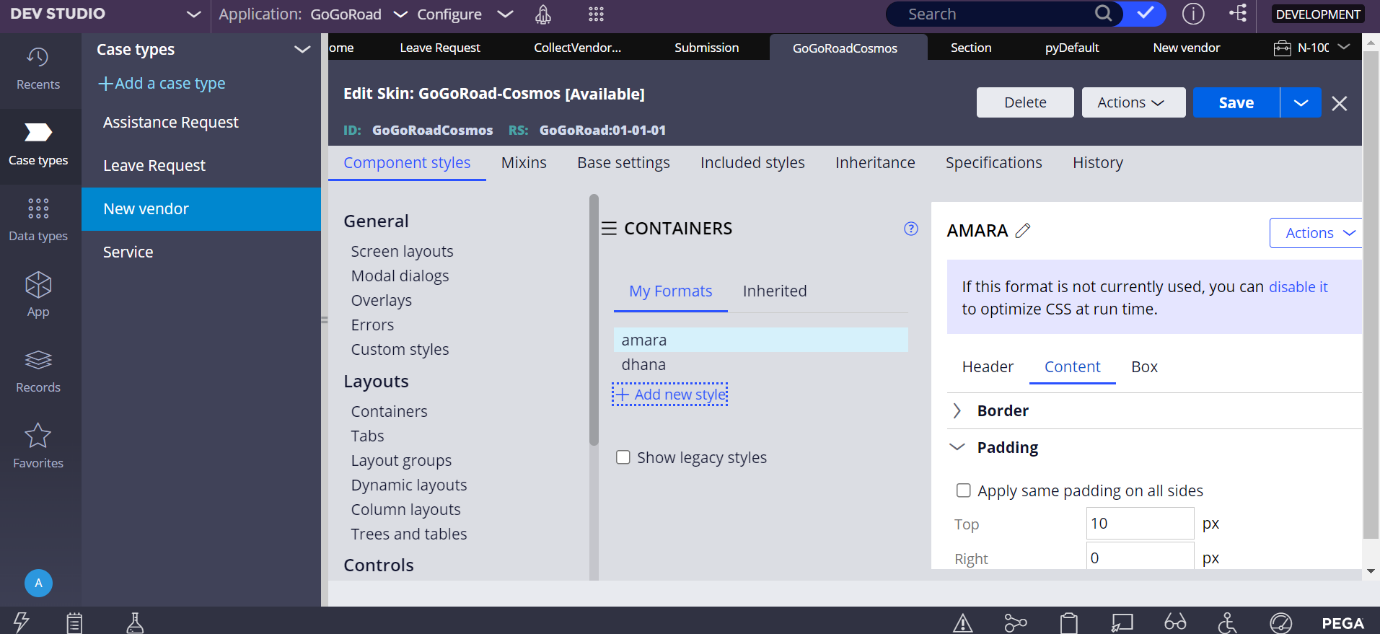 DEV STUDIO
Application: GoGoRoad
Configure
Search
DEVELOPMENT
Recents
Case types
Data types
App
Records
Favorites
A
Case types
Add a case type
Assistance Request
Leave Request
New vendor
Service
ome
Leave Request
CollectVendor...
Submission
GoGoRoadCosmos
Section
pyDefault
New vendor
N-100
Edit Skin: GoGoRoad-Cosmos [Available]
ID: GoGoRoadCosmos RS: GoGoRoad:01-01-01
Delete
Actions
Save
Component styles
Mixins
Base settings
Included styles
Inheritance
Specifications
History
General
Screen layouts
Modal dialogs
Overlays
Errors
Custom styles
Layouts
Containers
Tabs
Layout groups
Dynamic layouts
Column layouts
Trees and tables
Controls
CONTAINERS
?
My Formats
Inherited
amara
dhana
+ Add new style
Show legacy styles
AMARA
Actions
If this format is not currently used, you can disable it
to optimize CSS at run time.
Header
Content
Box
Border
Padding
Apply same padding on all sides
Top 10 px
Right 0 px
PEGA